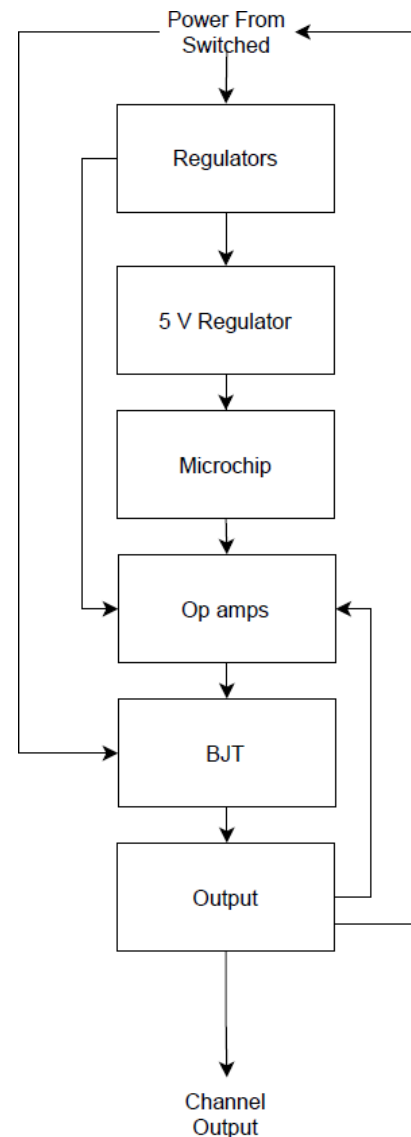 Power From
Switched
Regulators
5 V Regulator
Microchip
Op amps
BJT
Output
Channel
Output